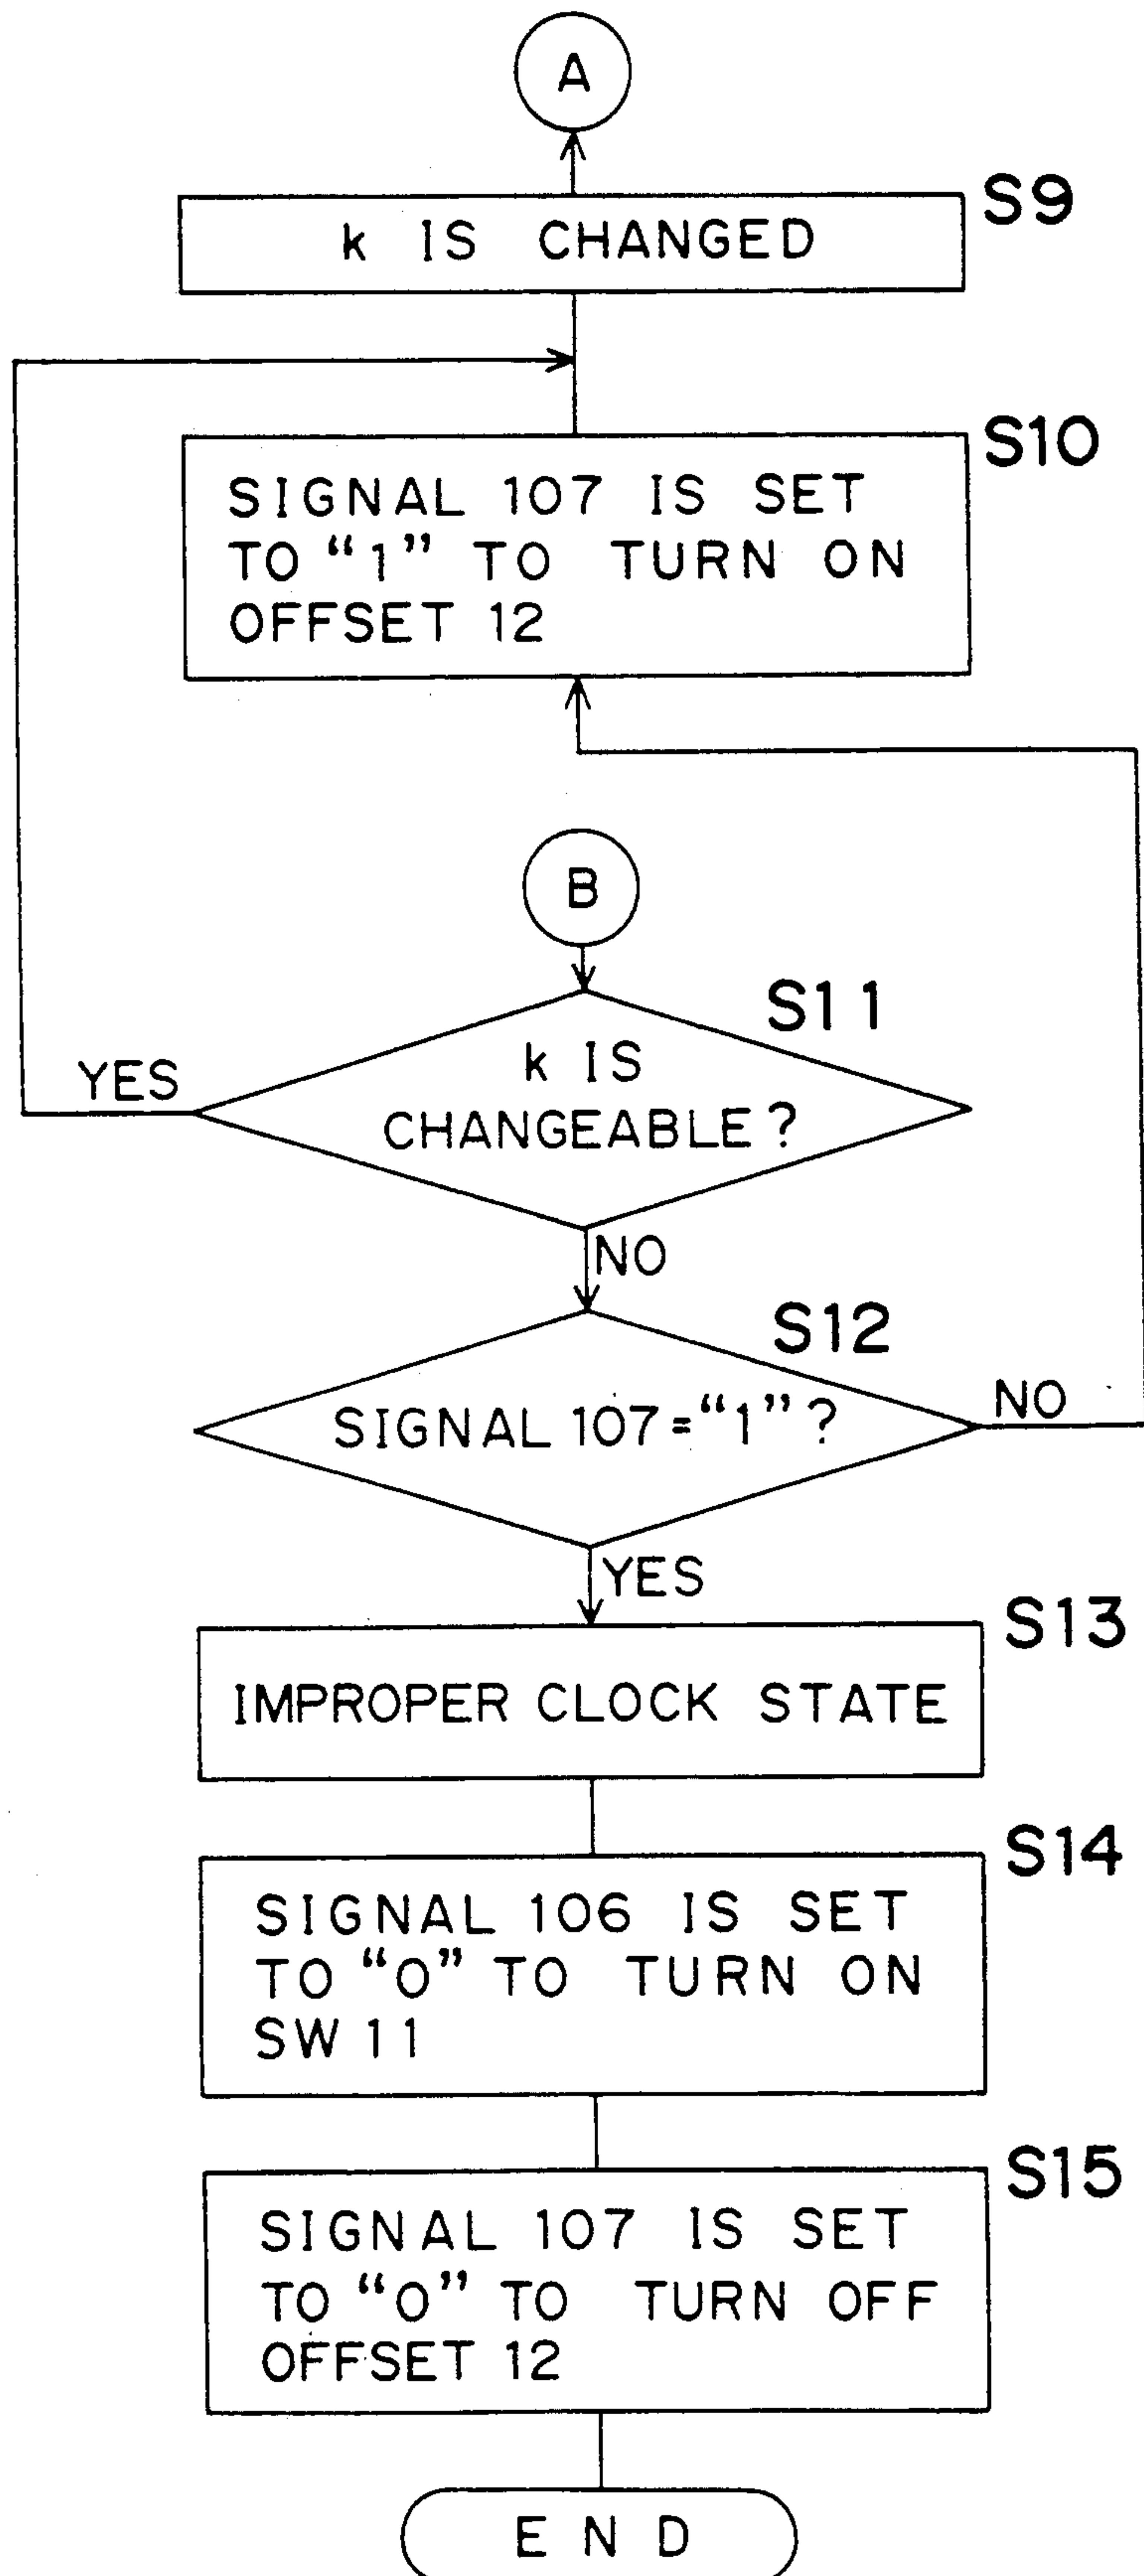 A
S9
k IS CHANGED
S10
SIGNAL 107 IS SET
TO “1” TO TURN ON
OFFSET 12
B
S11
k IS
CHANGEABLE?
YES
NO
S12
SIGNAL 107=“1”?
NO
YES
S13
IMPROPER CLOCK STATE
S14
SIGNAL 106 IS SET
TO “0” TO TURN ON
SW 11
S15
SIGNAL 107 IS SET
TO “0” TO TURN OFF
OFFSET 12
END